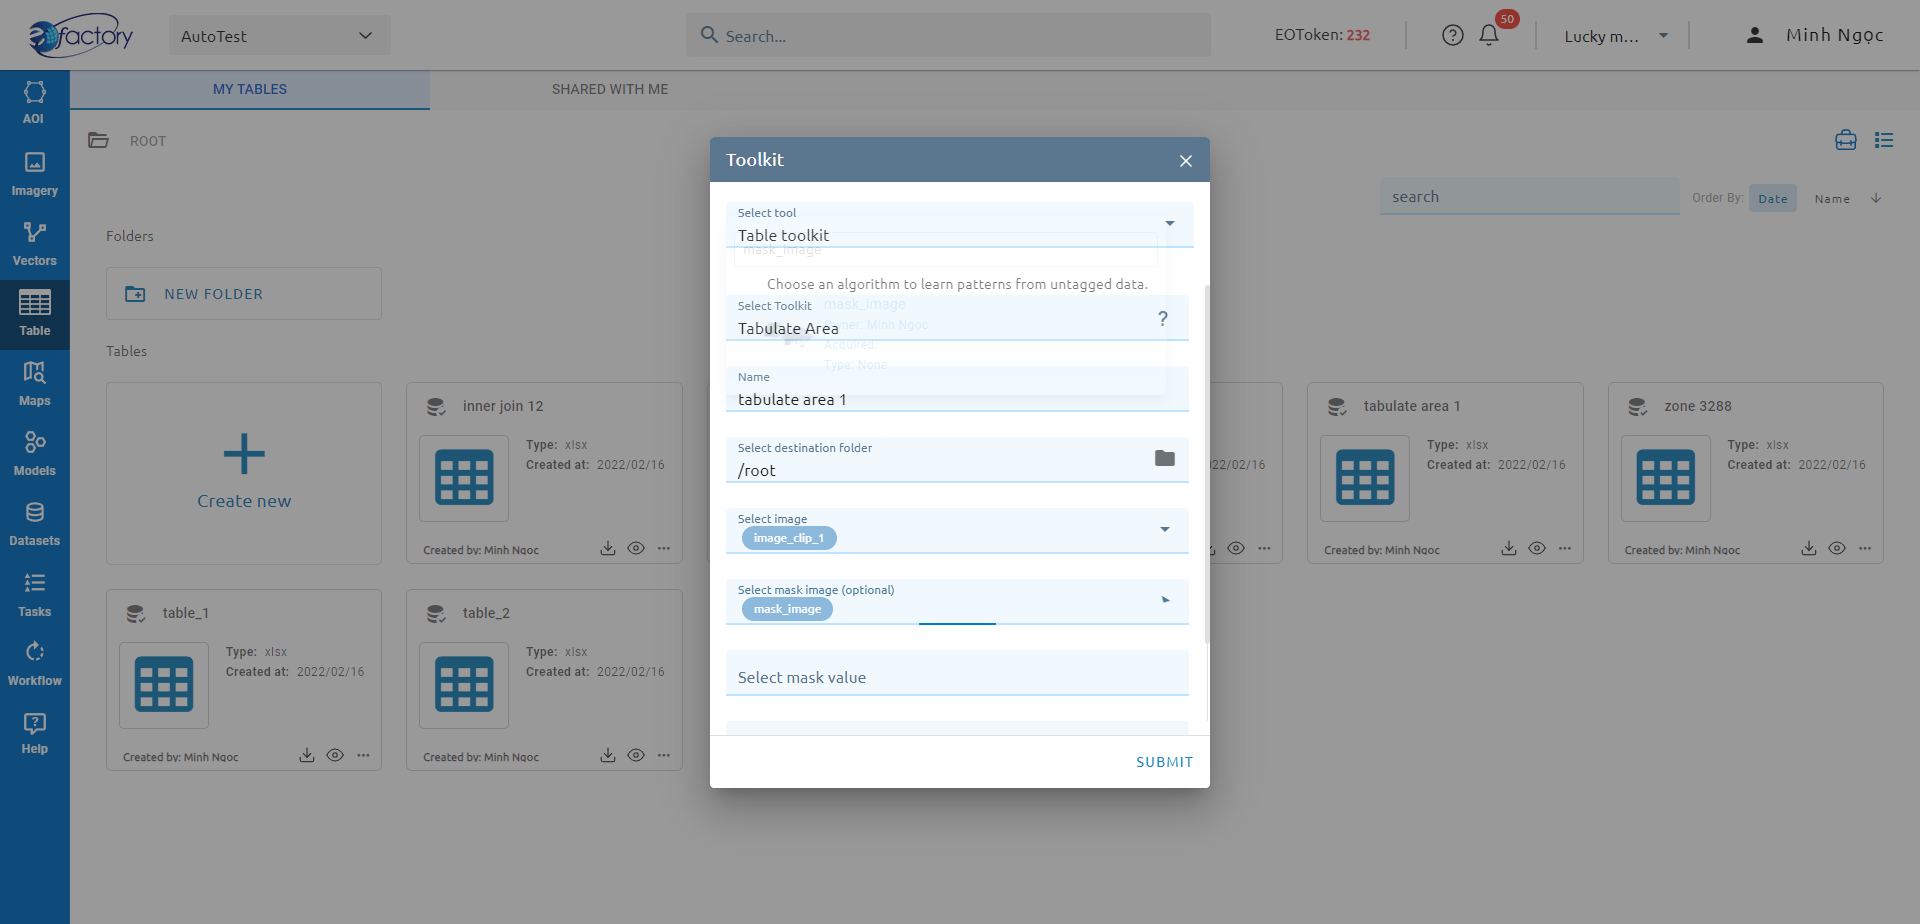 eofactory
AutoTest
Search...
EOToken: 232
50
Lucky m...
Minh Ngọc
AOI
Imagery
Vectors
Table
Maps
Models
Datasets
Tasks
Workflow
Help
MY TABLES
SHARED WITH ME
ROOT
search
Order By:
Date
Name
Folders
NEW FOLDER
Tables
Create new
inner join 12
Type: xlsx
Created at: 2022/02/16
Created by: Minh Ngoc
22/02/16
tabulate area 1
Type: xlsx
Created at: 2022/02/16
Created by: Minh Ngoc
zone 3288
Type: xlsx
Created at: 2022/02/16
Created by: Minh Ngoc
table_1
Type: xlsx
Created at: 2022/02/16
Created by: Minh Ngoc
table_2
Type: xlsx
Created at: 2022/02/16
Created by: Minh Ngoc
Toolkit
Select tool
Table toolkit
mask_image
Choose an algorithm to learn patterns from untagged data.
mask_image
Owner: Minh Ngoc
Acquired:
Type: None
Select Toolkit
Tabulate Area
?
Name
tabulate area 1
Select destination folder
/root
Select image
image_clip_1
Select mask image (optional)
mask_image
Select mask value
SUBMIT